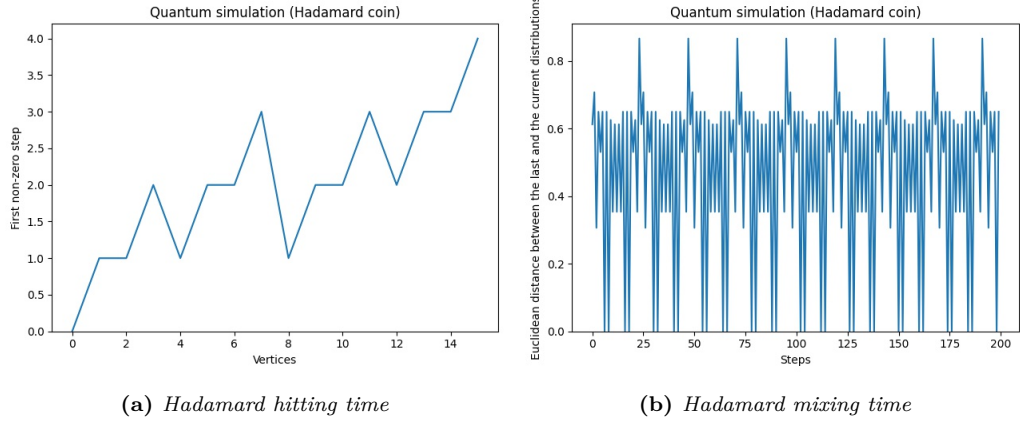 Quantum simulation (Hadamard coin)
First non-zero step
4.0
3.5
3.0
2.5
2.0
1.5
1.0
0.5
0.0
0 2 4 6 8 10 12 14
Vertices
(a) Hadamard hitting time
Quantum simulation (Hadamard coin)
Euclidean distance between the last and the current distributions
0.8
0.6
0.4
0.2
0.0
0 25 50 75 100 125 150 175 200
Steps
(b) Hadamard mixing time